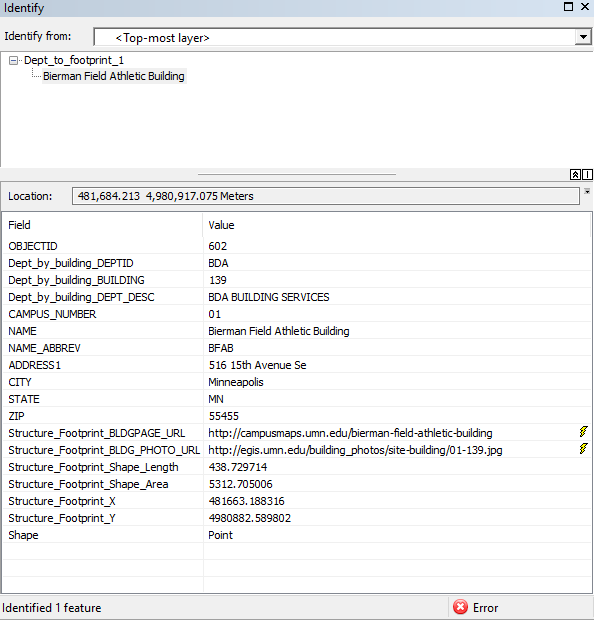 Identify
Identify from: <Top-most layer>
Dept_to_footprint_1
Bierman Field Athletic Building
Location: 481,684.213 4,980,917.075 Meters
Field Value
OBJECTID 602
Dept_by_building_DEPTID BDA
Dept_by_building_BUILDING 139
Dept_by_building_DEPT_DESC BDA BUILDING SERVICES
CAMPUS_NUMBER 01
NAME Bierman Field Athletic Building
NAME_ABBREV BFAB
ADDRESS1 516 15th Avenue Se
CITY Minneapolis
STATE MN
ZIP 55455
Structure_Footprint_BLDGPAGE_URL http://campusmaps.umn.edu/bierman-field-athletic-building
Structure_Footprint_BLDG_PHOTO_URL http://egis.umn.edu/building_photos/site-building/01-139.jpg
Structure_Footprint_Shape_Length 438.729714
Structure_Footprint_Shape_Area 5312.705006
Structure_Footprint_X 481663.188316
Structure_Footprint_Y 4980882.589802
Shape Point
Identified 1 feature Error